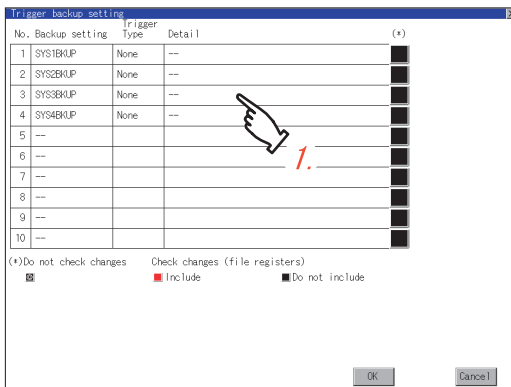 Trigger backup setting
No. Backup setting Trigger Type Detail (*)
1 SYS1BKUP None --
2 SYS2BKUP None --
3 SYS3BKUP None --
4 SYS4BKUP None --
5 --
6 --
7 --
8 --
9 --
10 --
1.
(*)Do not check changes Check changes (file registers)
Include Do not include
OK Cancel